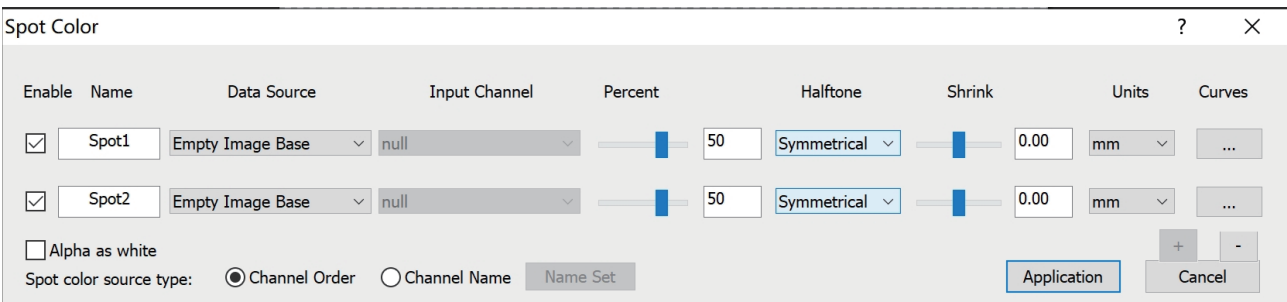 Spot Color ? X
Enable Name Data Source Input Channel Percent Halftone Shrink Units Curves
Spot1 Empty Image Base null 50 Symmetrical 0.00 mm ...
Spot2 Empty Image Base null 50 Symmetrical 0.00 mm ...
Alpha as white + -
Spot color source type: Channel Order Channel Name Name Set Application Cancel